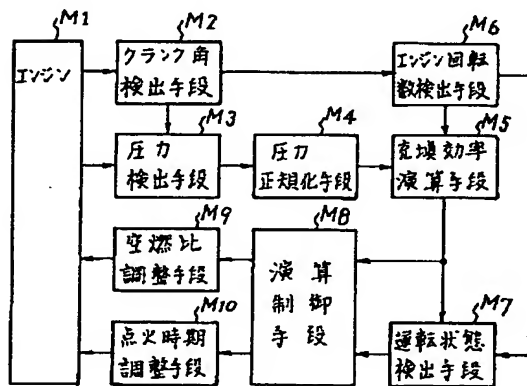 M1
エンジン
M2
クランク角
検出手段
M6
エンジン回転
数検出手段
M3
圧力
検出手段
M4
圧力
正規化手段
M5
充填効率
演算手段
M9
空燃比
調整手段
M8
演算
制御
手段
M10
点火時期
調整手段
M7
運転状態
検出手段